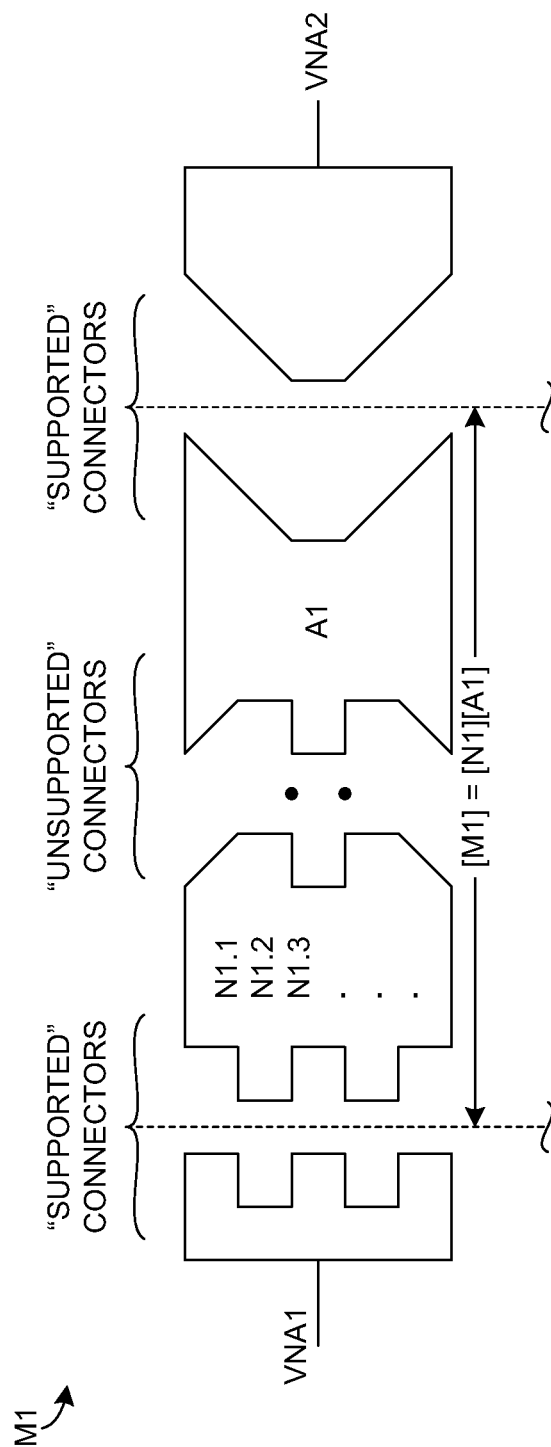 M1
“SUPPORTED”
CONNECTORS
“UNSUPPORTED”
CONNECTORS
“SUPPORTED”
CONNECTORS
VNA1
N1.1
N1.2
N1.3
. . .
A1
VNA2
[M1] = [N1][A1]